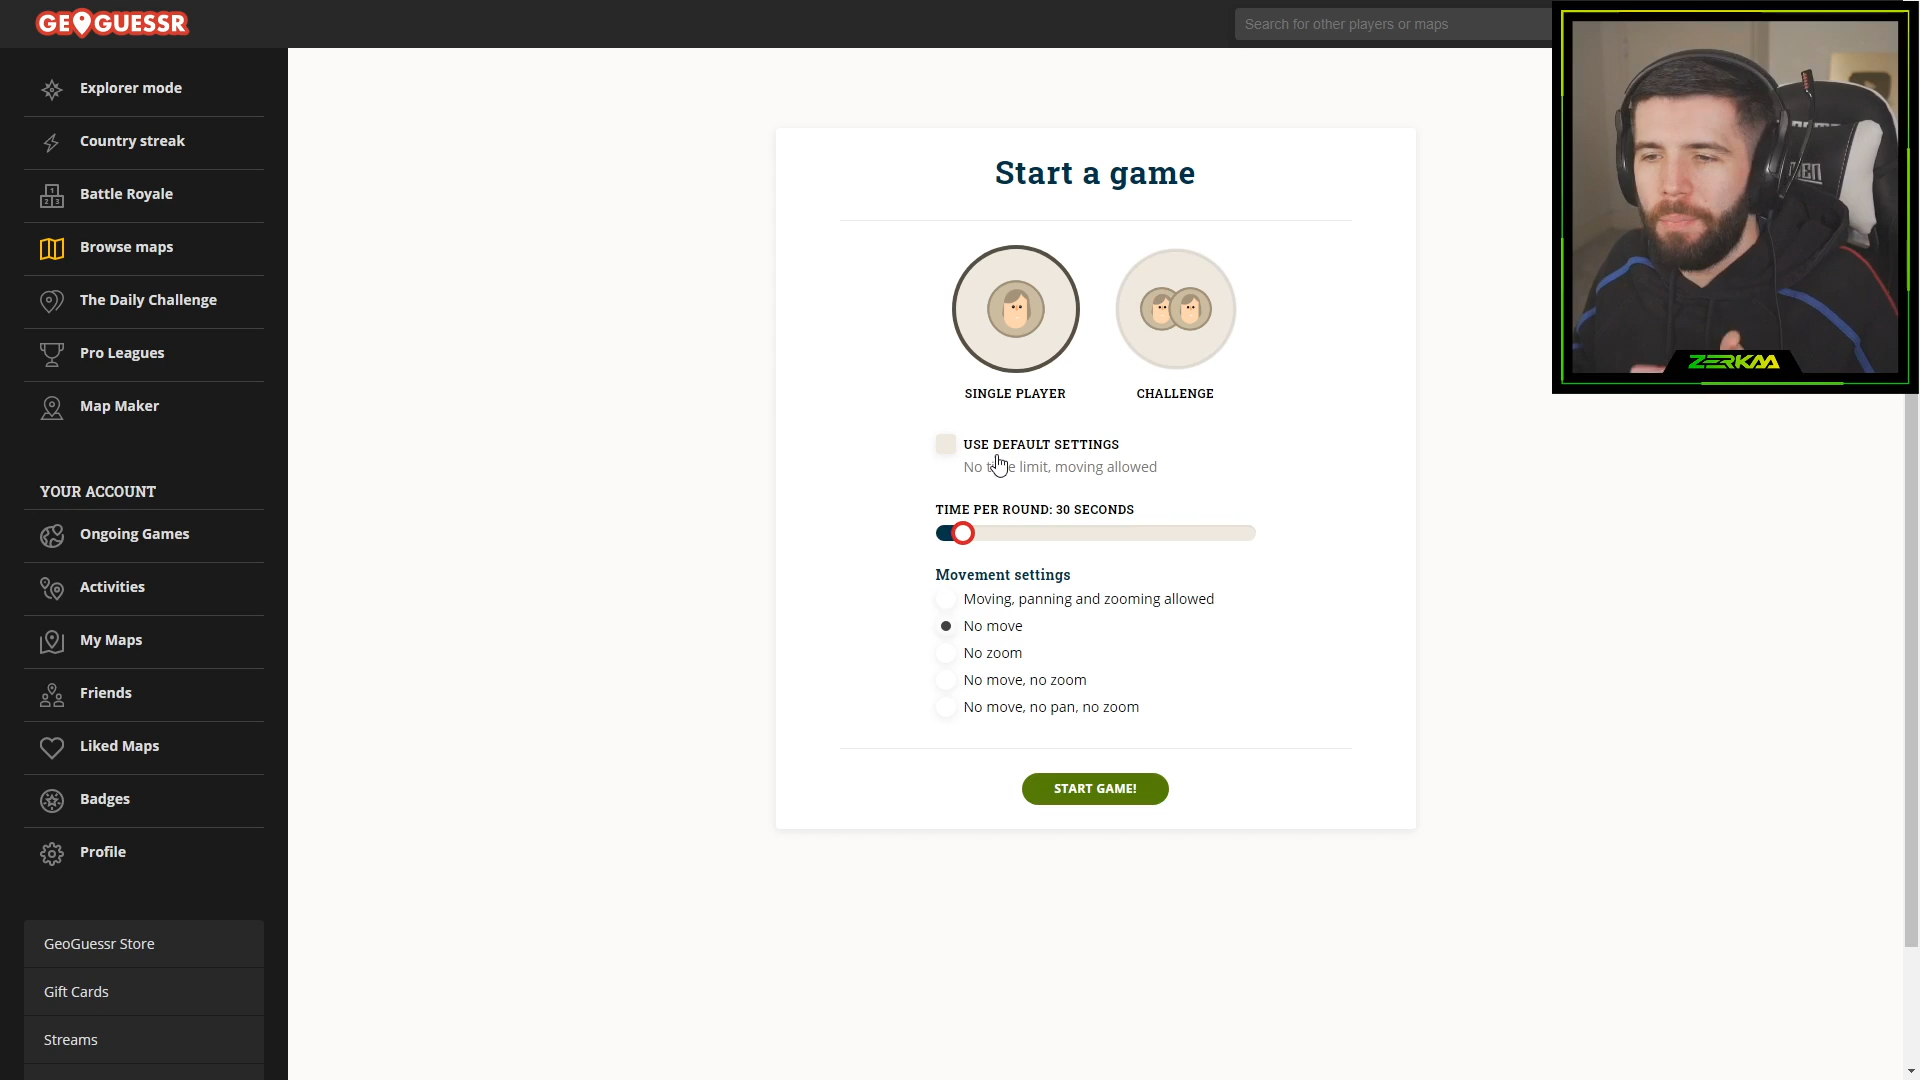 GEOGUESSR
Search for other players or maps
Explorer mode
Country streak
Battle Royale
Browse maps
The Daily Challenge
Pro Leagues
Map Maker
YOUR ACCOUNT
Ongoing Games
Activities
My Maps
Friends
Liked Maps
Badges
Profile
GeoGuessr Store
Gift Cards
Streams
Start a game
SINGLE PLAYER
CHALLENGE
USE DEFAULT SETTINGS
No time limit, moving allowed
TIME PER ROUND: 30 SECONDS
Movement settings
Moving, panning and zooming allowed
No move
No zoom
No move, no zoom
No move, no pan, no zoom
START GAME!
ZERKAA